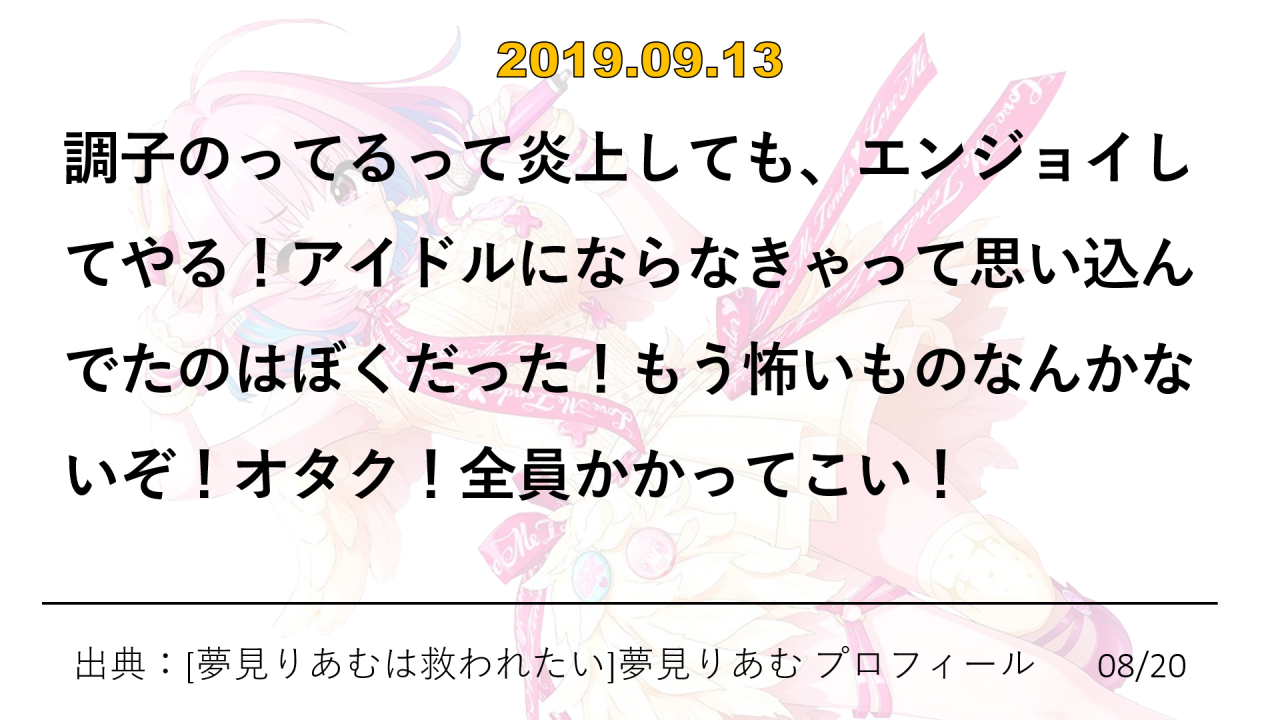 2019.09.13
調子のってるって炎上しても、エンジョイし
てやる！アイドルにならなきゃって思い込ん
でたのはぼくだった！もう怖いものなんかな
いぞ！オタク！全員かかってこい！
出典：[夢見りあむは救われたい]夢見りあむ プロフィール
08/20